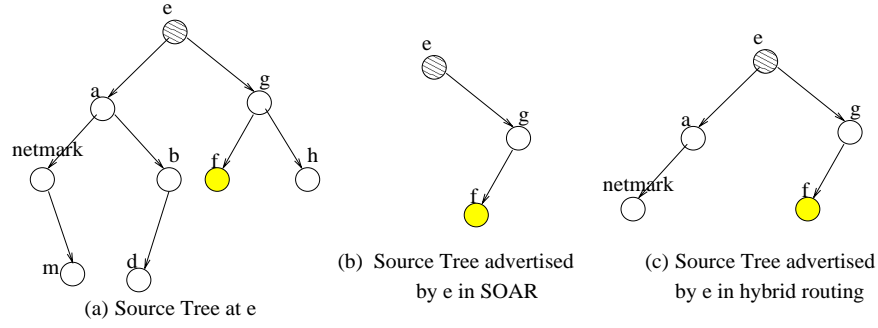 e
a
g
netmark
b
f
h
m
d
(a) Source Tree at e
e
g
f
(b) Source Tree advertised
by e in SOAR
e
a
g
netmark
f
(c) Source Tree advertised
by e in hybrid routing